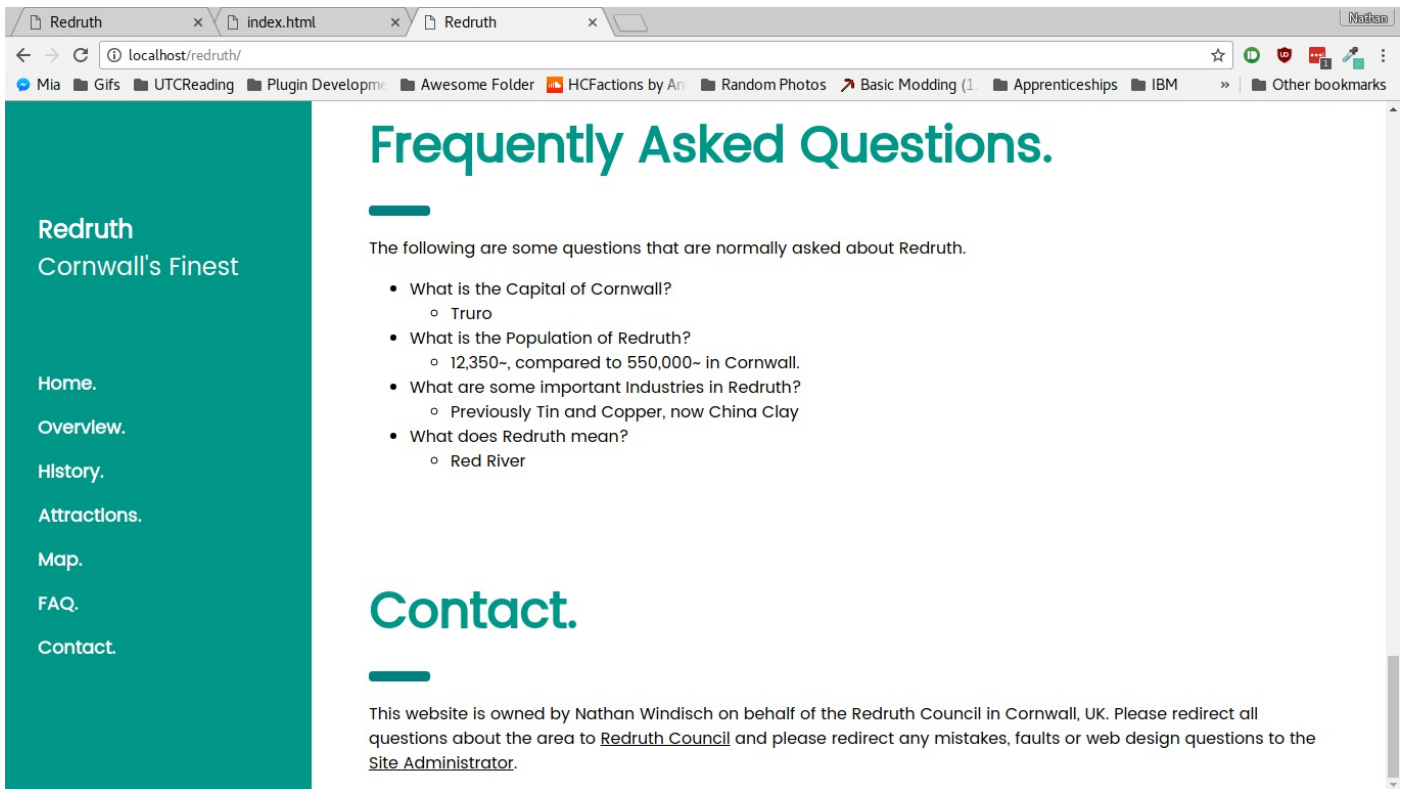 Redruth
index.html
Redruth
Nathan
localhost/redruth/
Mia Gifs UTCReading Plugin Developme Awesome Folder HCFactions by An Random Photos Basic Modding (1. Apprenticeships IBM » Other bookmarks
Redruth
Cornwall's Finest
Home.
Overview.
History.
Attractions.
Map.
FAQ.
Contact.
Frequently Asked Questions.
The following are some questions that are normally asked about Redruth.
What is the Capital of Cornwall?
Truro
What is the Population of Redruth?
12,350~, compared to 550,000~ in Cornwall.
What are some important Industries in Redruth?
Previously Tin and Copper, now China Clay
What does Redruth mean?
Red River
Contact.
This website is owned by Nathan Windisch on behalf of the Redruth Council in Cornwall, UK. Please redirect all
questions about the area to Redruth Council and please redirect any mistakes, faults or web design questions to the
Site Administrator.